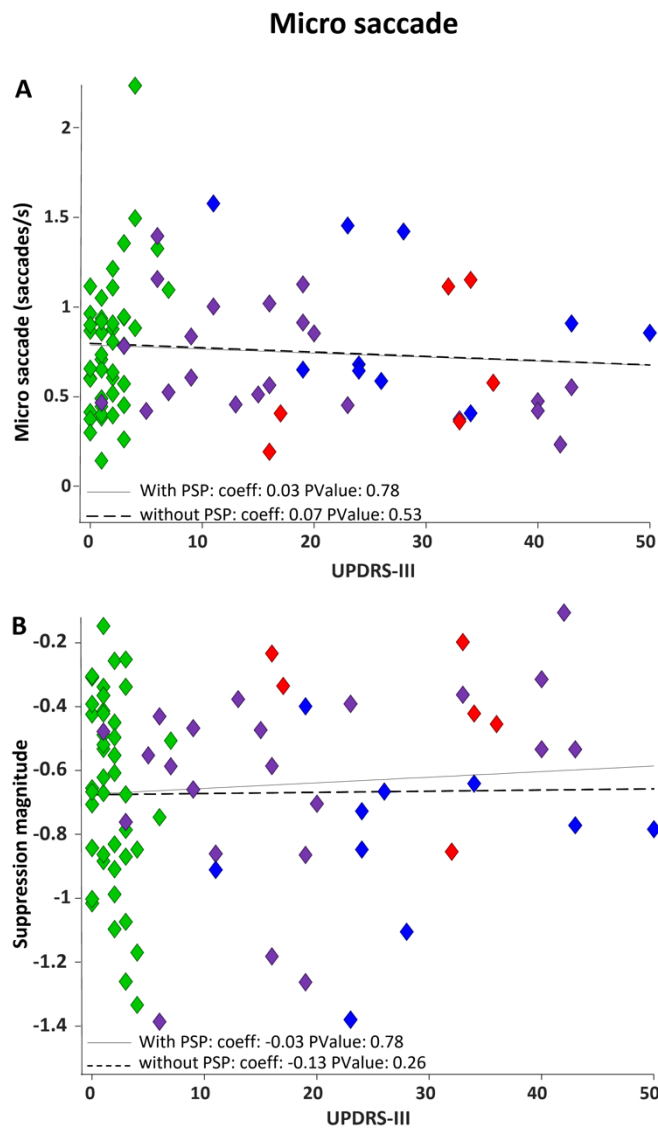 Micro saccade
A
Micro saccade (saccades/s)
2
1.5
1
0.5
0
With PSP: coeff: 0.03 PValue: 0.78
without PSP: coeff: 0.07 PValue: 0.53
0 10 20 30 40 50
UPDRS-III
B
Suppression magnitude
-0.2
-0.4
-0.6
-0.8
-1
-1.2
-1.4
With PSP: coeff: -0.03 PValue: 0.78
without PSP: coeff: -0.13 PValue: 0.26
0 10 20 30 40 50
UPDRS-III